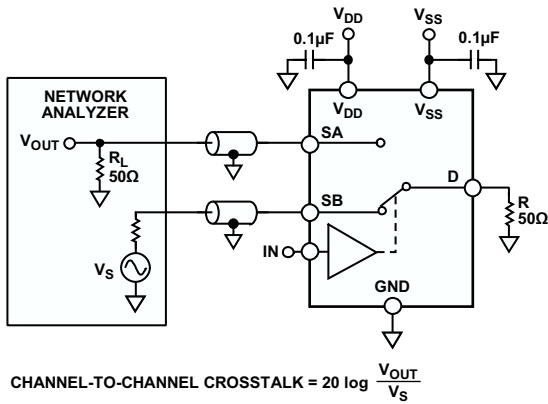 VDD
VSS
0.1µF
0.1µF
VDD
VSS
NETWORK
ANALYZER
VOUT
RL
50Ω
SA
SB
D
R
50Ω
VS
IN
GND
CHANNEL-TO-CHANNEL CROSSTALK = 20 log VOUT
VS